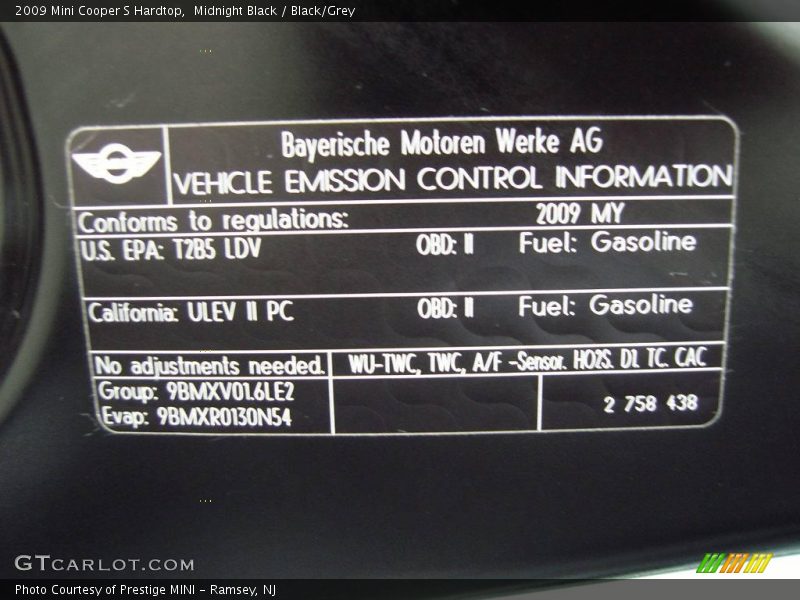 2009 Mini Cooper S Hardtop,  Midnight Black / Black/Grey
Bayerische Motoren Werke AG
VEHICLE EMISSION CONTROL INFORMATION
Conforms to regulations: 2009 MY
U.S. EPA: T2B5 LDV OBD: II Fuel: Gasoline
California: ULEV II PC OBD: II Fuel: Gasoline
No adjustments needed. WU-TWC, TWC, A/F -Sensor. HO2S. DI. TC. CAC
Group: 9BMXV01.6LE2
Evap: 9BMXR0130N54
2 758 438
GTCARLOT.COM
Photo Courtesy of Prestige MINI - Ramsey, NJ